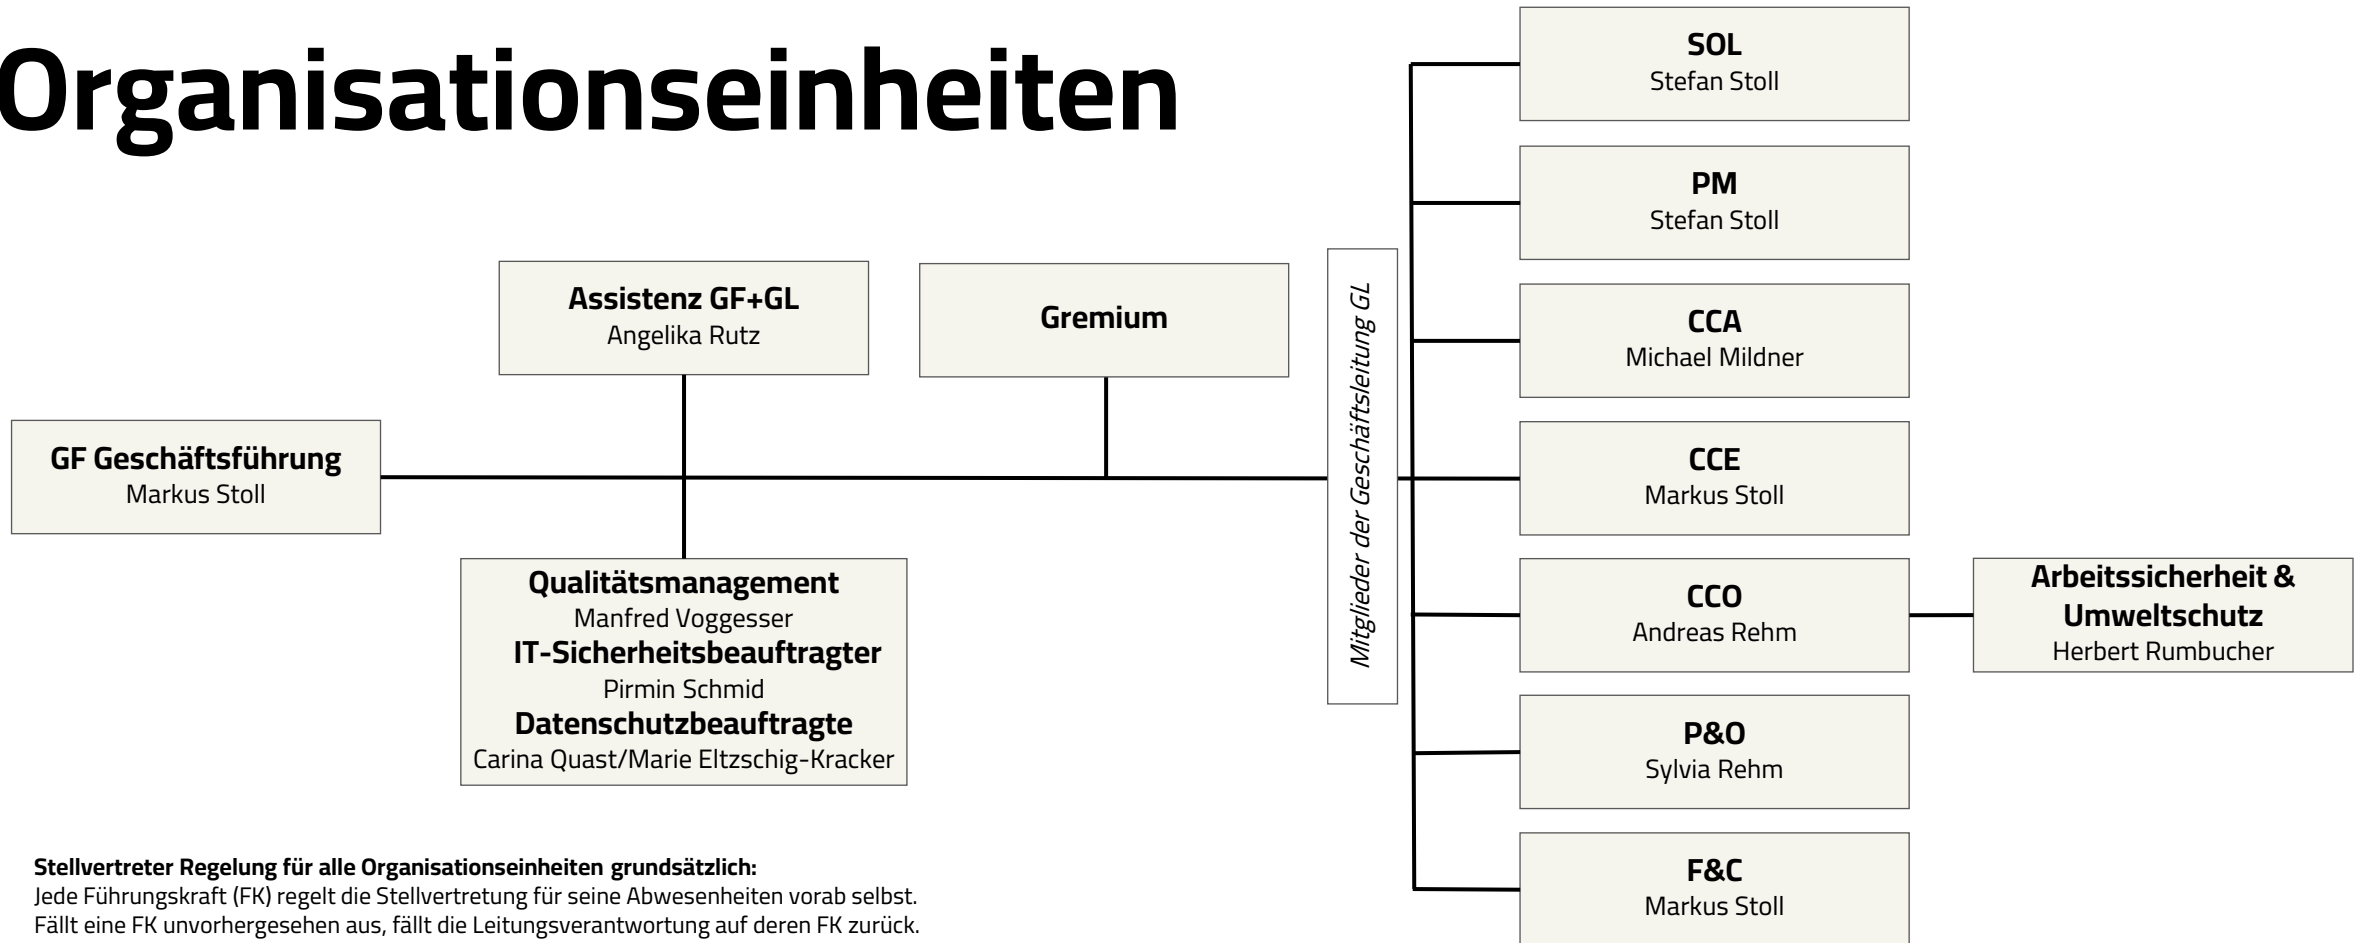 Organisationseinheiten
SOL
Stefan Stoll
PM
Stefan Stoll
Assistenz GF+GL
Angelika Rutz
Gremium
Mitglieder der Geschäftsleitung GL
CCA
Michael Mildner
GF Geschäftsführung
Markus Stoll
CCE
Markus Stoll
Qualitätsmanagement
Manfred Voggesser
IT-Sicherheitsbeauftragter
Pirmin Schmid
Datenschutzbeauftragte
Carina Quast/Marie Eltzschig-Kracker
CCO
Andreas Rehm
Arbeitssicherheit &
Umweltschutz
Herbert Rumbucher
P&O
Sylvia Rehm
F&C
Markus Stoll
Stellvertreter Regelung für alle Organisationseinheiten grundsätzlich:
Jede Führungskraft (FK) regelt die Stellvertretung für seine Abwesenheiten vorab selbst.
Fällt eine FK unvorhergesehen aus, fällt die Leitungsverantwortung auf deren FK zurück.